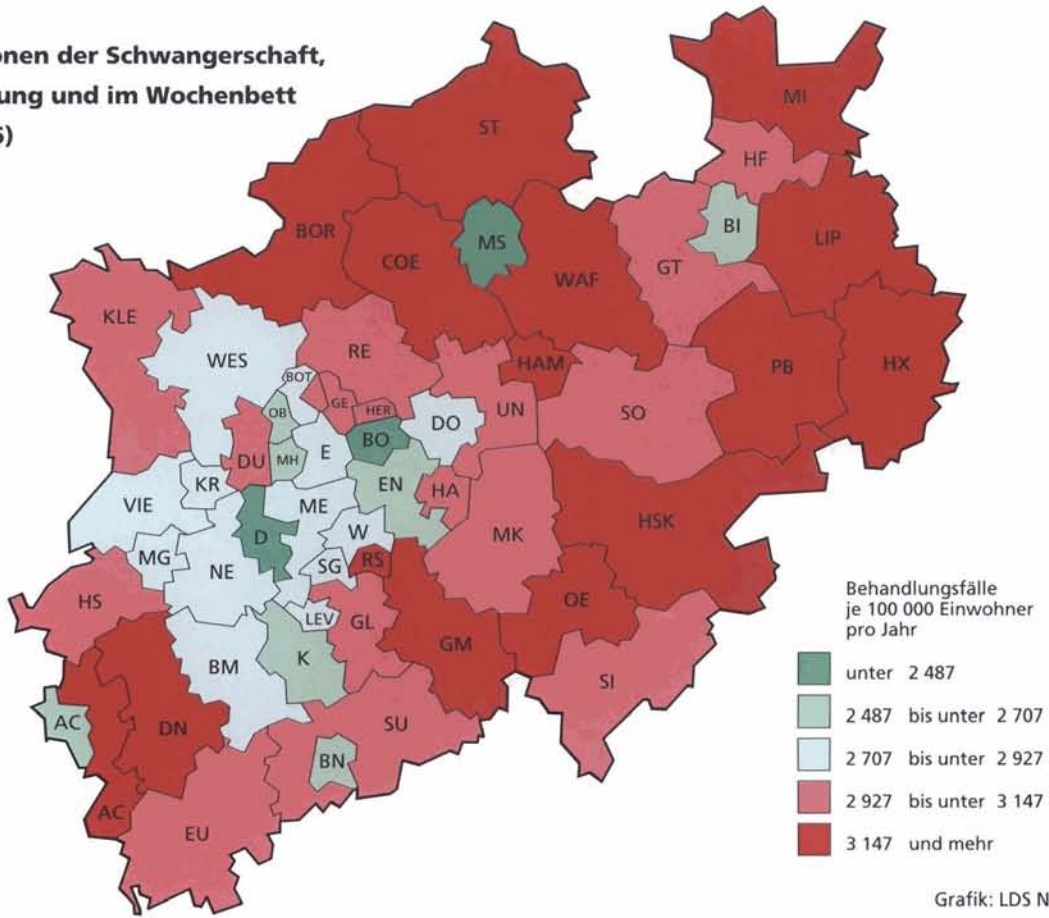 onen der Schwangerschaft,
ung und im Wochenbett
MI
ST
HF
BI
BOR
MS
LIP
COE
WAF
GT
KLE
WES
RE
HAM
PB
HX
BOT
GE
HER
UN
SO
OB
DO
BO
DU
MH
E
EN
HA
KR
VIE
ME
MK
HSK
D
W
MG
NE
SG
RS
OE
HS
LEV
GL
GM
BM
K
SI
AC
DN
SU
BN
AC
EU
Behandlungsfälle
je 100 000 Einwohner
pro Jahr
unter 2 487
2 487 bis unter 2 707
2 707 bis unter 2 927
2 927 bis unter 3 147
3 147 und mehr
Grafik: LDS N